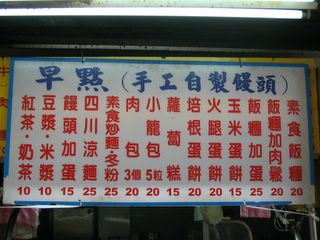 早點(手工自製饅頭)
紅茶·奶茶 10
豆漿·米漿 10
饅頭加蛋 15
四川涼麵 25
素食炒麵·冬粉 25
肉包 3個 20
小籠包 5粒 20
蘿蔔糕 15
培根蛋餅 20
火腿蛋餅 20
玉米蛋餅 20
飯糰加蛋 20
飯糰加肉鬆 20
素食飯糰 20